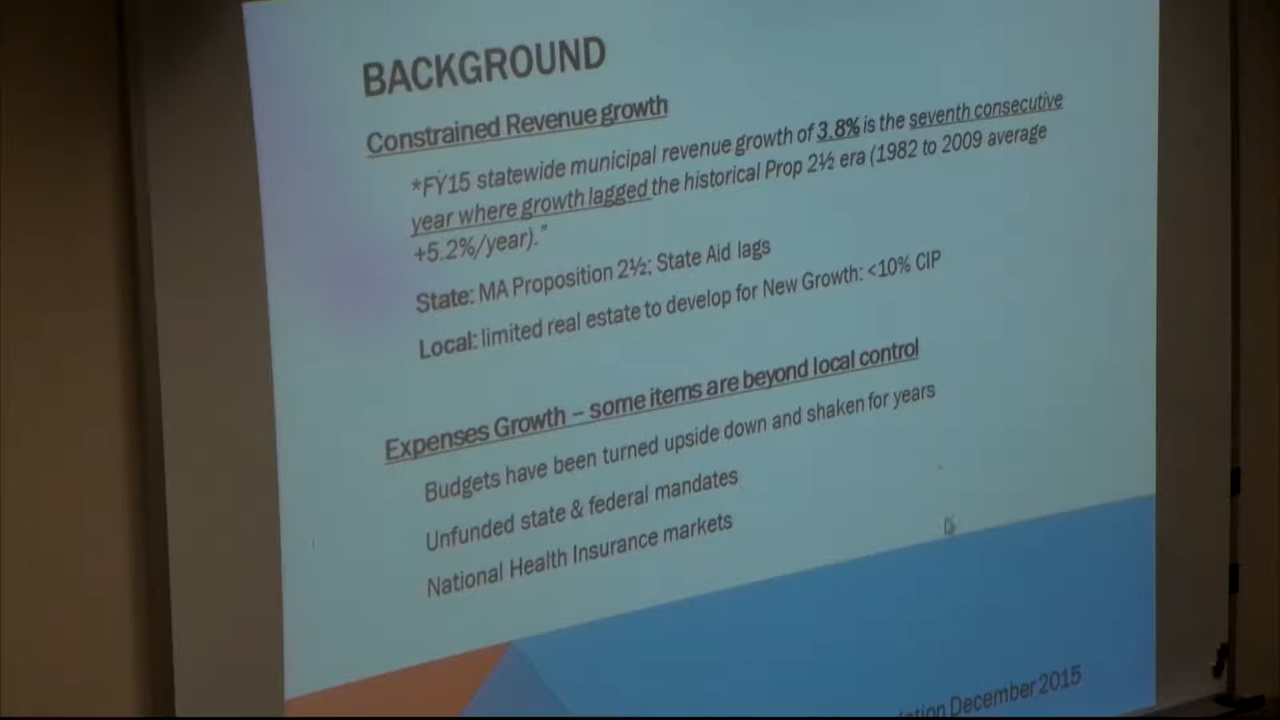 BACKGROUND
Constrained Revenue growth
*FY15 statewide municipal revenue growth of 3.8% is the seventh consecutive
year where growth lagged the historical Prop 2½ era (1982 to 2009 average
+5.2%/year)."
State: MA Proposition 2½; State Aid lags
Local: limited real estate to develop for New Growth: <10% CIP
Expenses Growth – some items are beyond local control
Budgets have been turned upside down and shaken for years
Unfunded state & federal mandates
National Health Insurance markets
December 2015